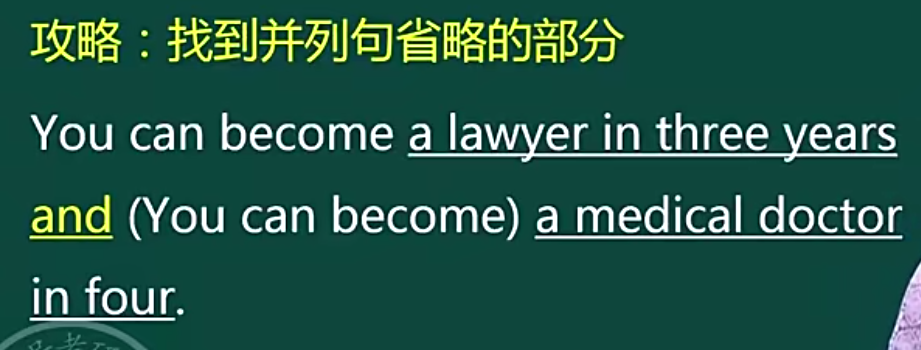 攻略：找到并列句省略的部分
You can become a lawyer in three years
and (You can become) a medical doctor
in four.